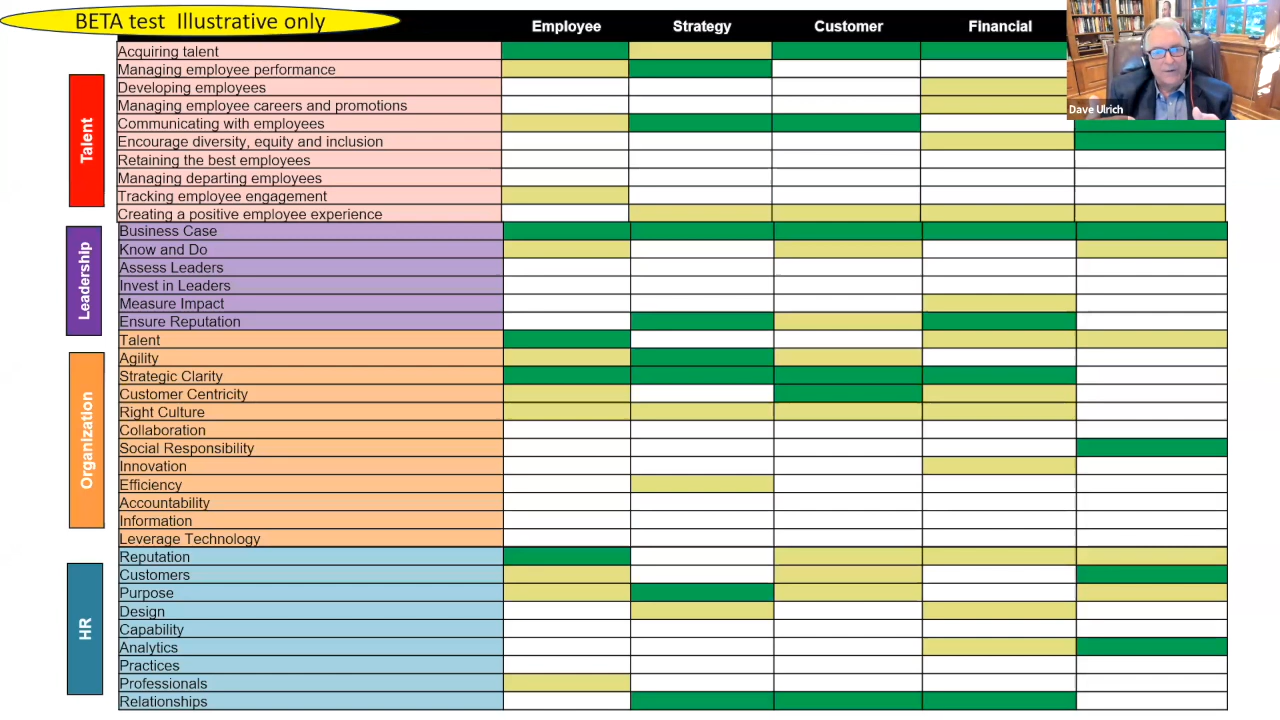 BETA test Illustrative only
Employee Strategy Customer Financial
Dave Ulrich
Talent
Acquiring talent
Managing employee performance
Developing employees
Managing employee careers and promotions
Communicating with employees
Encourage diversity, equity and inclusion
Retaining the best employees
Managing departing employees
Tracking employee engagement
Creating a positive employee experience
Leadership
Business Case
Know and Do
Assess Leaders
Invest in Leaders
Measure Impact
Ensure Reputation
Organization
Talent
Agility
Strategic Clarity
Customer Centricity
Right Culture
Collaboration
Social Responsibility
Innovation
Efficiency
Accountability
Information
Leverage Technology
HR
Reputation
Customers
Purpose
Design
Capability
Analytics
Practices
Professionals
Relationships